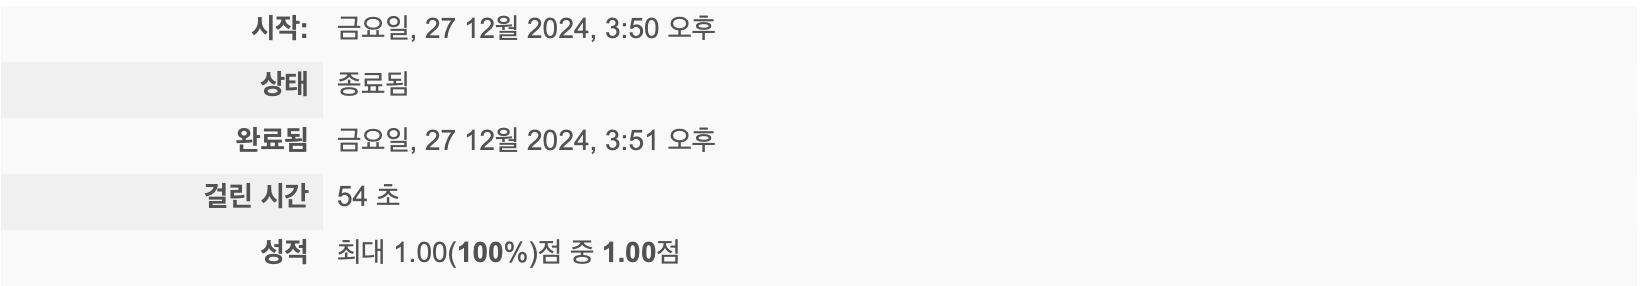 시작: 금요일, 27 12월 2024, 3:50 오후
상태 종료됨
완료됨 금요일, 27 12월 2024, 3:51 오후
걸린 시간 54 초
성적 최대 1.00(100%)점 중 1.00점